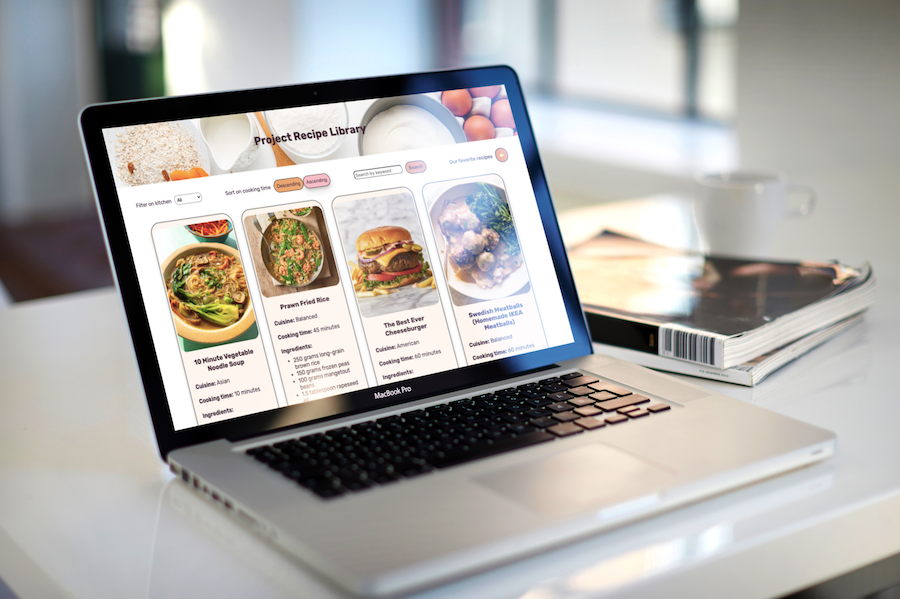 Project Recipe Library
Filter on kitchen All
Sort on cooking time Descending Ascending
Search by keyword Search
Our favorite recipes
10 Minute Vegetable
Noodle Soup
Cuisine: Asian
Cooking time: 10 minutes
Ingredients:
Prawn Fried Rice
Cuisine: Balanced
Cooking time: 45 minutes
Ingredients:
250 grams long-grain
brown rice
150 grams frozen peas
100 grams mangetout
beans
1.5 tablespoon rapeseed
The Best Ever
Cheeseburger
Cuisine: American
Cooking time: 60 minutes
Ingredients:
Swedish Meatballs
(Homemade IKEA
Meatballs)
Cuisine: Balanced
Cooking time: 60 minutes
MacBook Pro